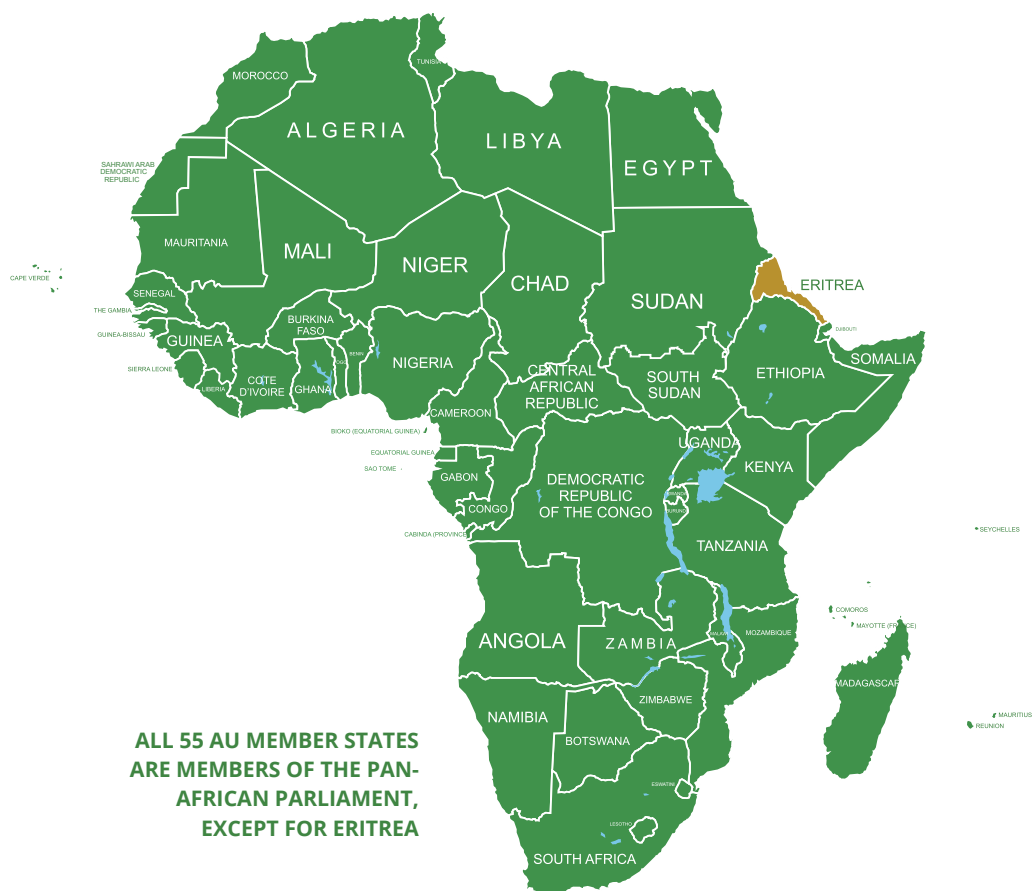 TUNISIA
MOROCCO
ALGERIA
LIBYA
EGYPT
SAHRAWI ARAB
DEMOCRATIC
REPUBLIC
MAURITANIA
MALI
NIGER
CHAD
SUDAN
ERITREA
CAPE VERDE
SENEGAL
THE GAMBIA
GUINEA-BISSAU
GUINEA
BURKINA
FASO
BENIN
NIGERIA
DJIBOUTI
SOMALIA
ETHIOPIA
SIERRA LEONE
LIBERIA
COTE
D'IVOIRE
GHANA
TOGO
CENTRAL
AFRICAN
REPUBLIC
SOUTH
SUDAN
CAMEROON
BIOKO (EQUATORIAL GUINEA)
EQUATORIAL GUINEA
SAO TOME
GABON
CONGO
CABINDA (PROVINCE)
DEMOCRATIC
REPUBLIC
OF THE CONGO
UGANDA
KENYA
RWANDA
BURUNDI
TANZANIA
SEYCHELLES
COMOROS
MAYOTTE (FRANCE)
ANGOLA
ZAMBIA
MALAWI
MOZAMBIQUE
MADAGASCAR
MAURITIUS
REUNION
NAMIBIA
ZIMBABWE
BOTSWANA
ESWATINI
LESOTHO
SOUTH AFRICA
ALL 55 AU MEMBER STATES
ARE MEMBERS OF THE PAN-
AFRICAN PARLIAMENT,
EXCEPT FOR ERITREA